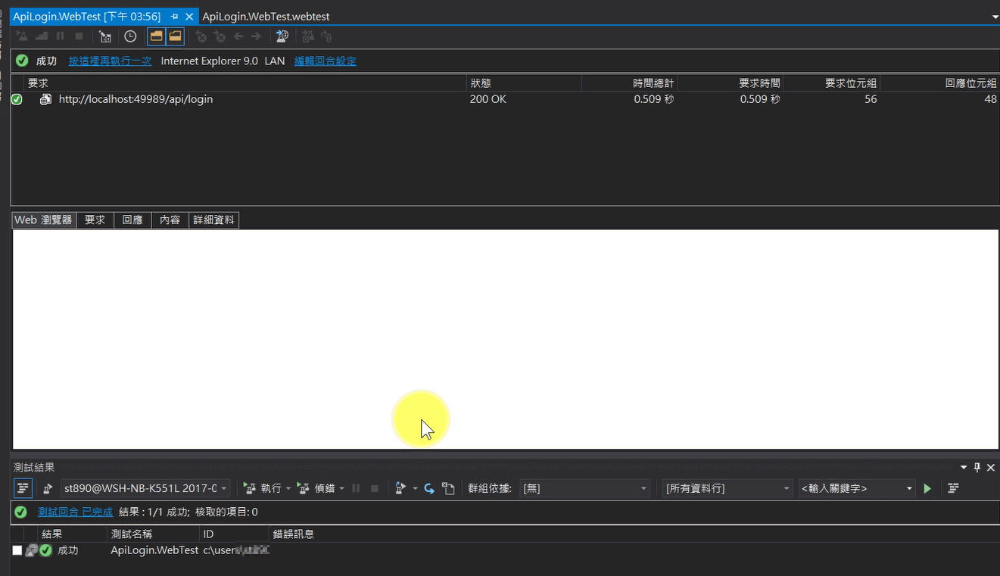 ApiLogin.WebTest [下午 03:56] ApiLogin.WebTest.webtest
成功 按這裡再執行一次 Internet Explorer 9.0 LAN 編輯回合設定
要求 狀態 時間總計 要求時間 要求位元組 回應位元組
http://localhost:49989/api/login 200 OK 0.509 秒 0.509 秒 56 48
Web 瀏覽器 要求 回應 內容 詳細資料
測試結果
st890@WSH-NB-K551L 2017-0 執行 偵錯 群組依據: [無] [所有資料行] <輸入關鍵字>
測試回合 已完成 結果 : 1/1 成功; 核取的項目: 0
結果 測試名稱 ID 錯誤訊息
成功 ApiLogin.WebTest c:\user